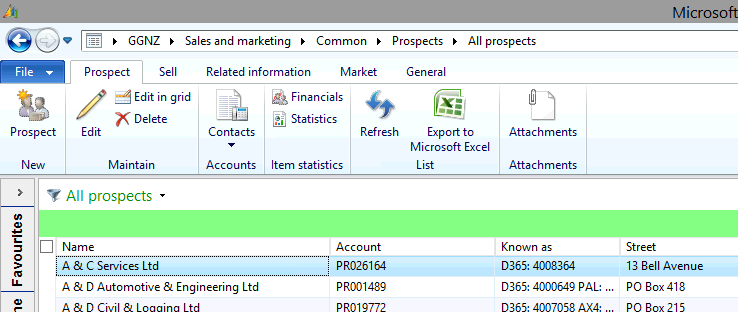 Microsoft
GGNZ Sales and marketing Common Prospects All prospects
File Prospect Sell Related information Market General
Prospect Edit Edit in grid Delete Contacts Financials Statistics Refresh Export to Microsoft Excel Attachments
New Maintain Accounts Item statistics List Attachments
All prospects
Favourites
Name Account Known as Street
A & C Services Ltd PR026164 D365: 4008364 13 Bell Avenue
A & D Automotive & Engineering Ltd PR001489 D365: 4000649 PAL: ... PO Box 418
A & D Civil & Logging Ltd PR019772 D365: 4007058 AX4: ... PO Box 215